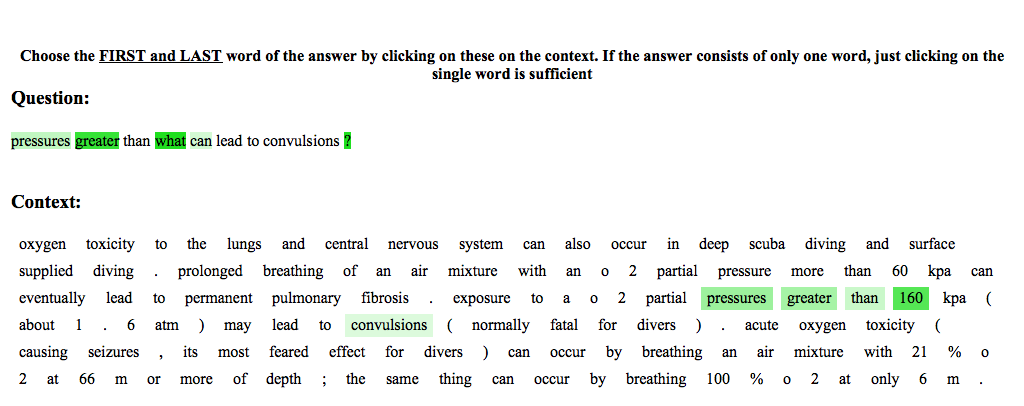 Choose the FIRST and LAST word of the answer by clicking on these on the context. If the answer consists of only one word, just clicking on the
single word is sufficient
Question:
pressures greater than what can lead to convulsions ?
Context:
oxygen toxicity to the lungs and central nervous system can also occur in deep scuba diving and surface
supplied diving . prolonged breathing of an air mixture with an o 2 partial pressure more than 60 kpa can
eventually lead to permanent pulmonary fibrosis . exposure to a o 2 partial pressures greater than 160 kpa (
about 1 . 6 atm ) may lead to convulsions ( normally fatal for divers ) . acute oxygen toxicity (
causing seizures , its most feared effect for divers ) can occur by breathing an air mixture with 21 % o
2 at 66 m or more of depth ; the same thing can occur by breathing 100 % o 2 at only 6 m .